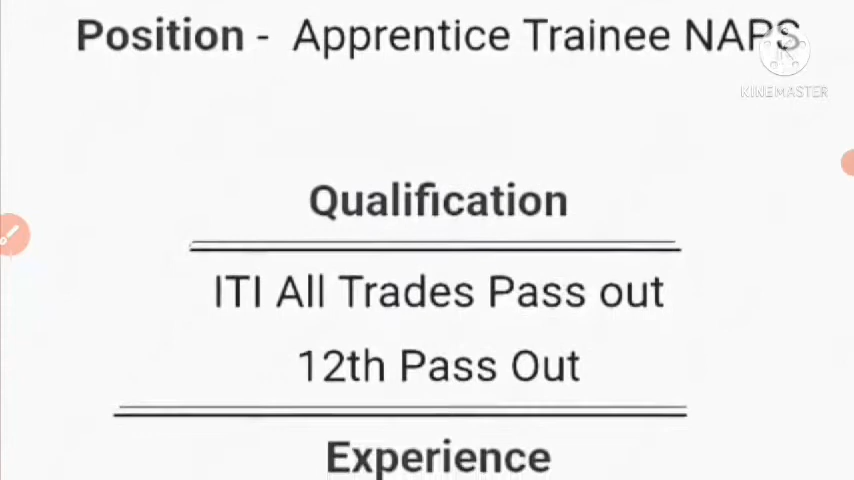 Position - Apprentice Trainee NAPS
KINEMASTER
Qualification
ITI All Trades Pass out
12th Pass Out
Experience